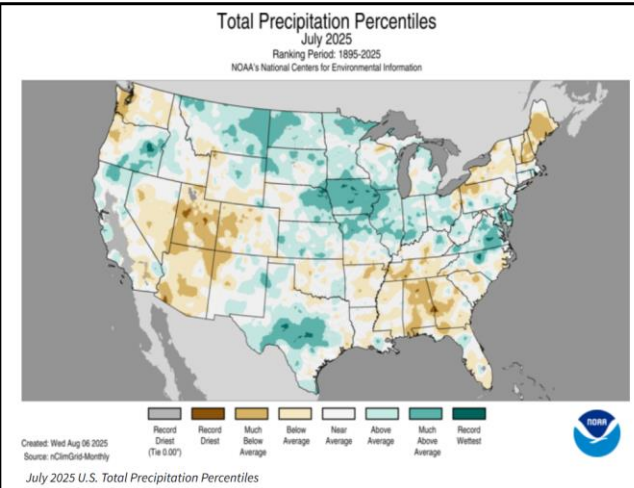 Total Precipitation Percentiles
July 2025
Ranking Period: 1895-2025
NOAA's National Centers for Environmental Information
Record Driest (Tie 0.00")
Record Driest
Much Below Average
Below Average
Near Average
Above Average
Much Above Average
Record Wettest
Created: Wed Aug 06 2025
Source: nClimGrid-Monthly
NOAA
July 2025 U.S. Total Precipitation Percentiles